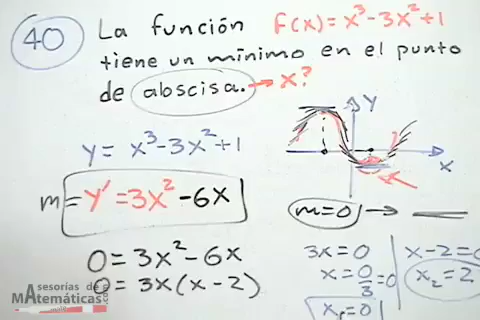 40 La función f(x)=x³-3x²+1
tiene un mínimo en el punto
de abscisa. → x?
y = x³-3x²+1
m = y' = 3x² - 6x
0 = 3x² - 6x
0 = 3x(x-2)
Y
X
m=0 →
3x = 0
x = 0/3 = 0
x₁=0
x-2=0
x₂=2
Asesorías de
Matemáticas